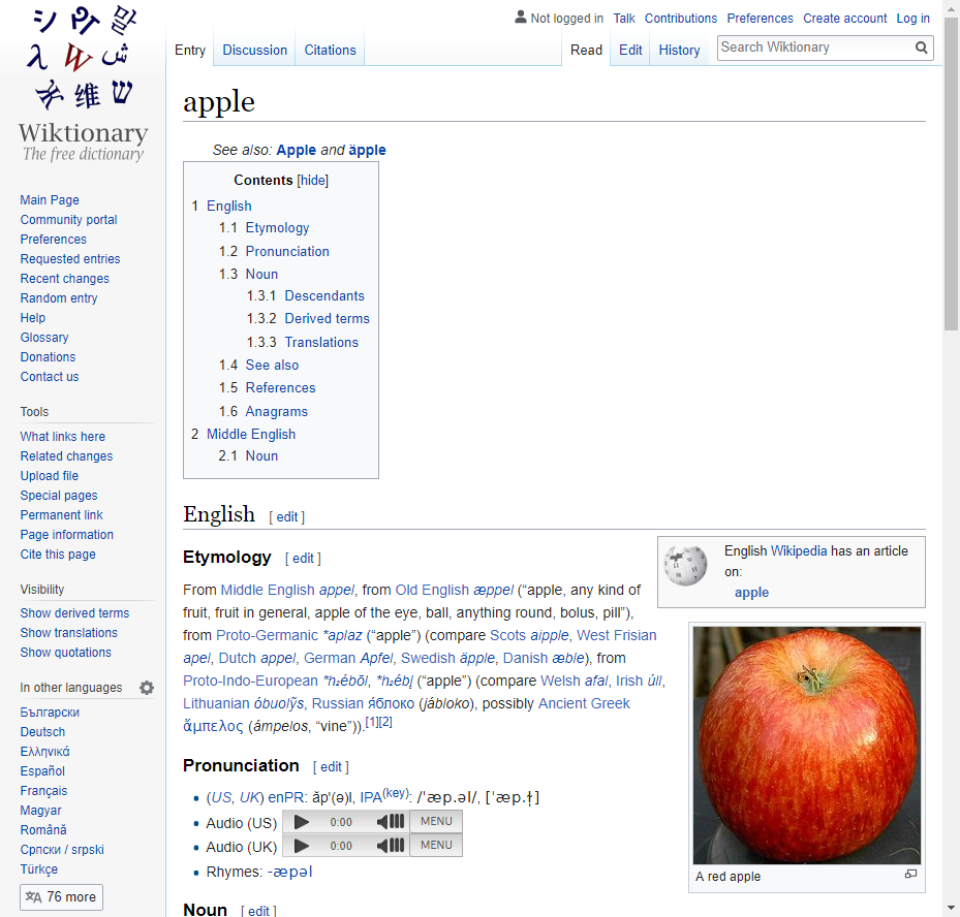 Not logged in Talk Contributions Preferences Create account Log in
Entry Discussion Citations Read Edit History Search Wiktionary
シ 말
λ W ش
维 ש
Wiktionary
The free dictionary
Main Page
Community portal
Preferences
Requested entries
Recent changes
Random entry
Help
Glossary
Donations
Contact us
Tools
What links here
Related changes
Upload file
Special pages
Permanent link
Page information
Cite this page
Visibility
Show derived terms
Show translations
Show quotations
In other languages
Български
Deutsch
Ελληνικά
Español
Français
Magyar
Română
Српски / srpski
Türkçe
76 more
apple
See also: Apple and äpple
Contents [hide]
1 English
1.1 Etymology
1.2 Pronunciation
1.3 Noun
1.3.1 Descendants
1.3.2 Derived terms
1.3.3 Translations
1.4 See also
1.5 References
1.6 Anagrams
2 Middle English
2.1 Noun
English [ edit ]
Etymology [ edit ]
From Middle English appel, from Old English æppel (“apple, any kind of
fruit, fruit in general, apple of the eye, ball, anything round, bolus, pill”),
from Proto-Germanic *aplaz (“apple”) (compare Scots aipple, West Frisian
apel, Dutch appel, German Apfel, Swedish äpple, Danish æble), from
Proto-Indo-European *h₂ébōl, *h₂ébl̥ (“apple”) (compare Welsh afal, Irish úll,
Lithuanian óbuolỹs, Russian я́блоко (jábloko), possibly Ancient Greek
ἄμπελος (ámpelos, “vine”)).[1][2]
English Wikipedia has an article
on:
apple
A red apple
Pronunciation [ edit ]
• (US, UK) enPR: ăp'(ə)l, IPA(key): /ˈæp.əl/, [ˈæp.ɫ̩]
• Audio (US) 0:00 MENU
• Audio (UK) 0:00 MENU
• Rhymes: -æpəl
Noun [ edit ]